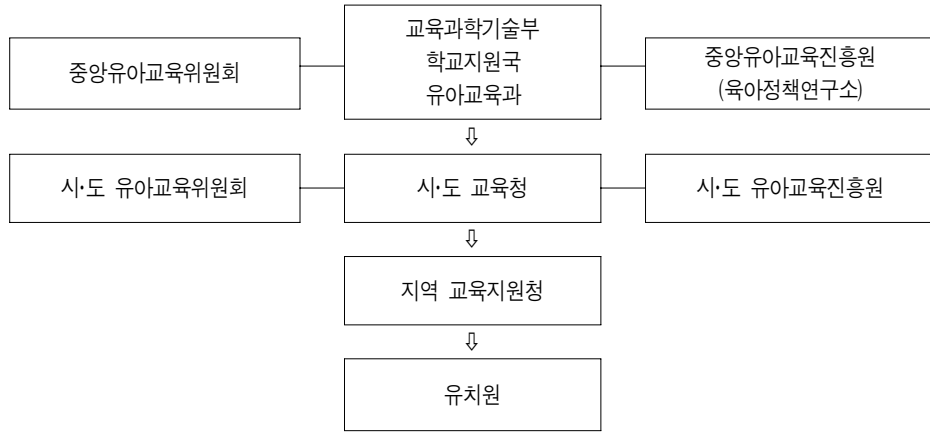 교육과학기술부
학교지원국
유아교육과
중앙유아교육위원회
중앙유아교육진흥원
(육아정책연구소)
⇩
시·도 유아교육위원회
시·도 교육청
시·도 유아교육진흥원
⇩
지역 교육지원청
⇩
유치원